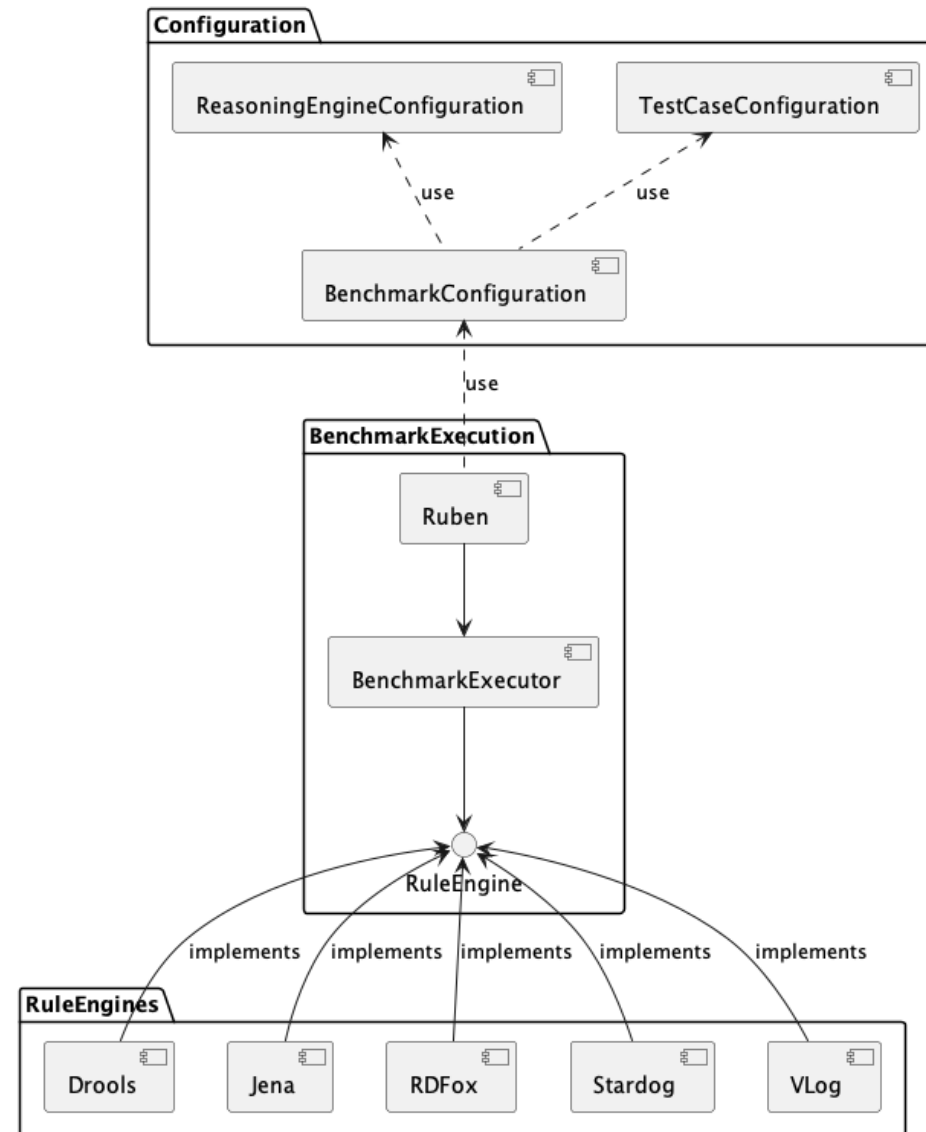 Configuration
ReasoningEngineConfiguration
TestCaseConfiguration
use
use
BenchmarkConfiguration
use
BenchmarkExecution
Ruben
BenchmarkExecutor
RuleEngine
implements
implements
implements
implements
implements
RuleEngines
Drools
Jena
RDFox
Stardog
VLog